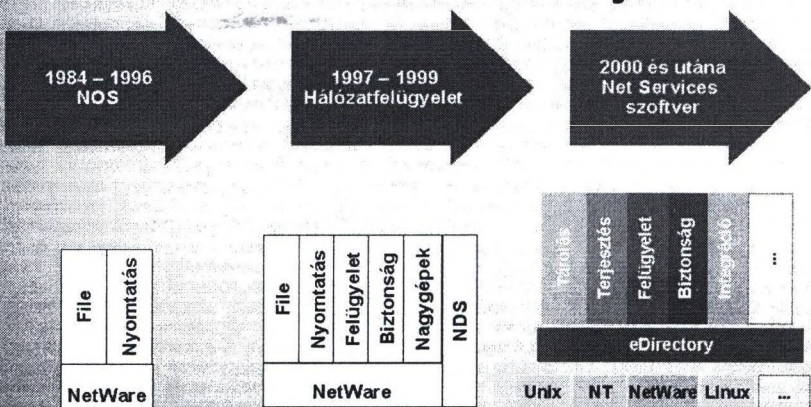 1984 – 1996
NOS
1997 – 1999
Hálózatfelügyelet
2000 és utána
Net Services
szoftver
File
Nyomtatás
NetWare
File
Nyomtatás
Felügyelet
Biztonság
Nagygépek
NDS
NetWare
Tárolás
Terjesztés
Felügyelet
Biztonság
Integráció
...
eDirectory
Unix NT NetWare Linux ...